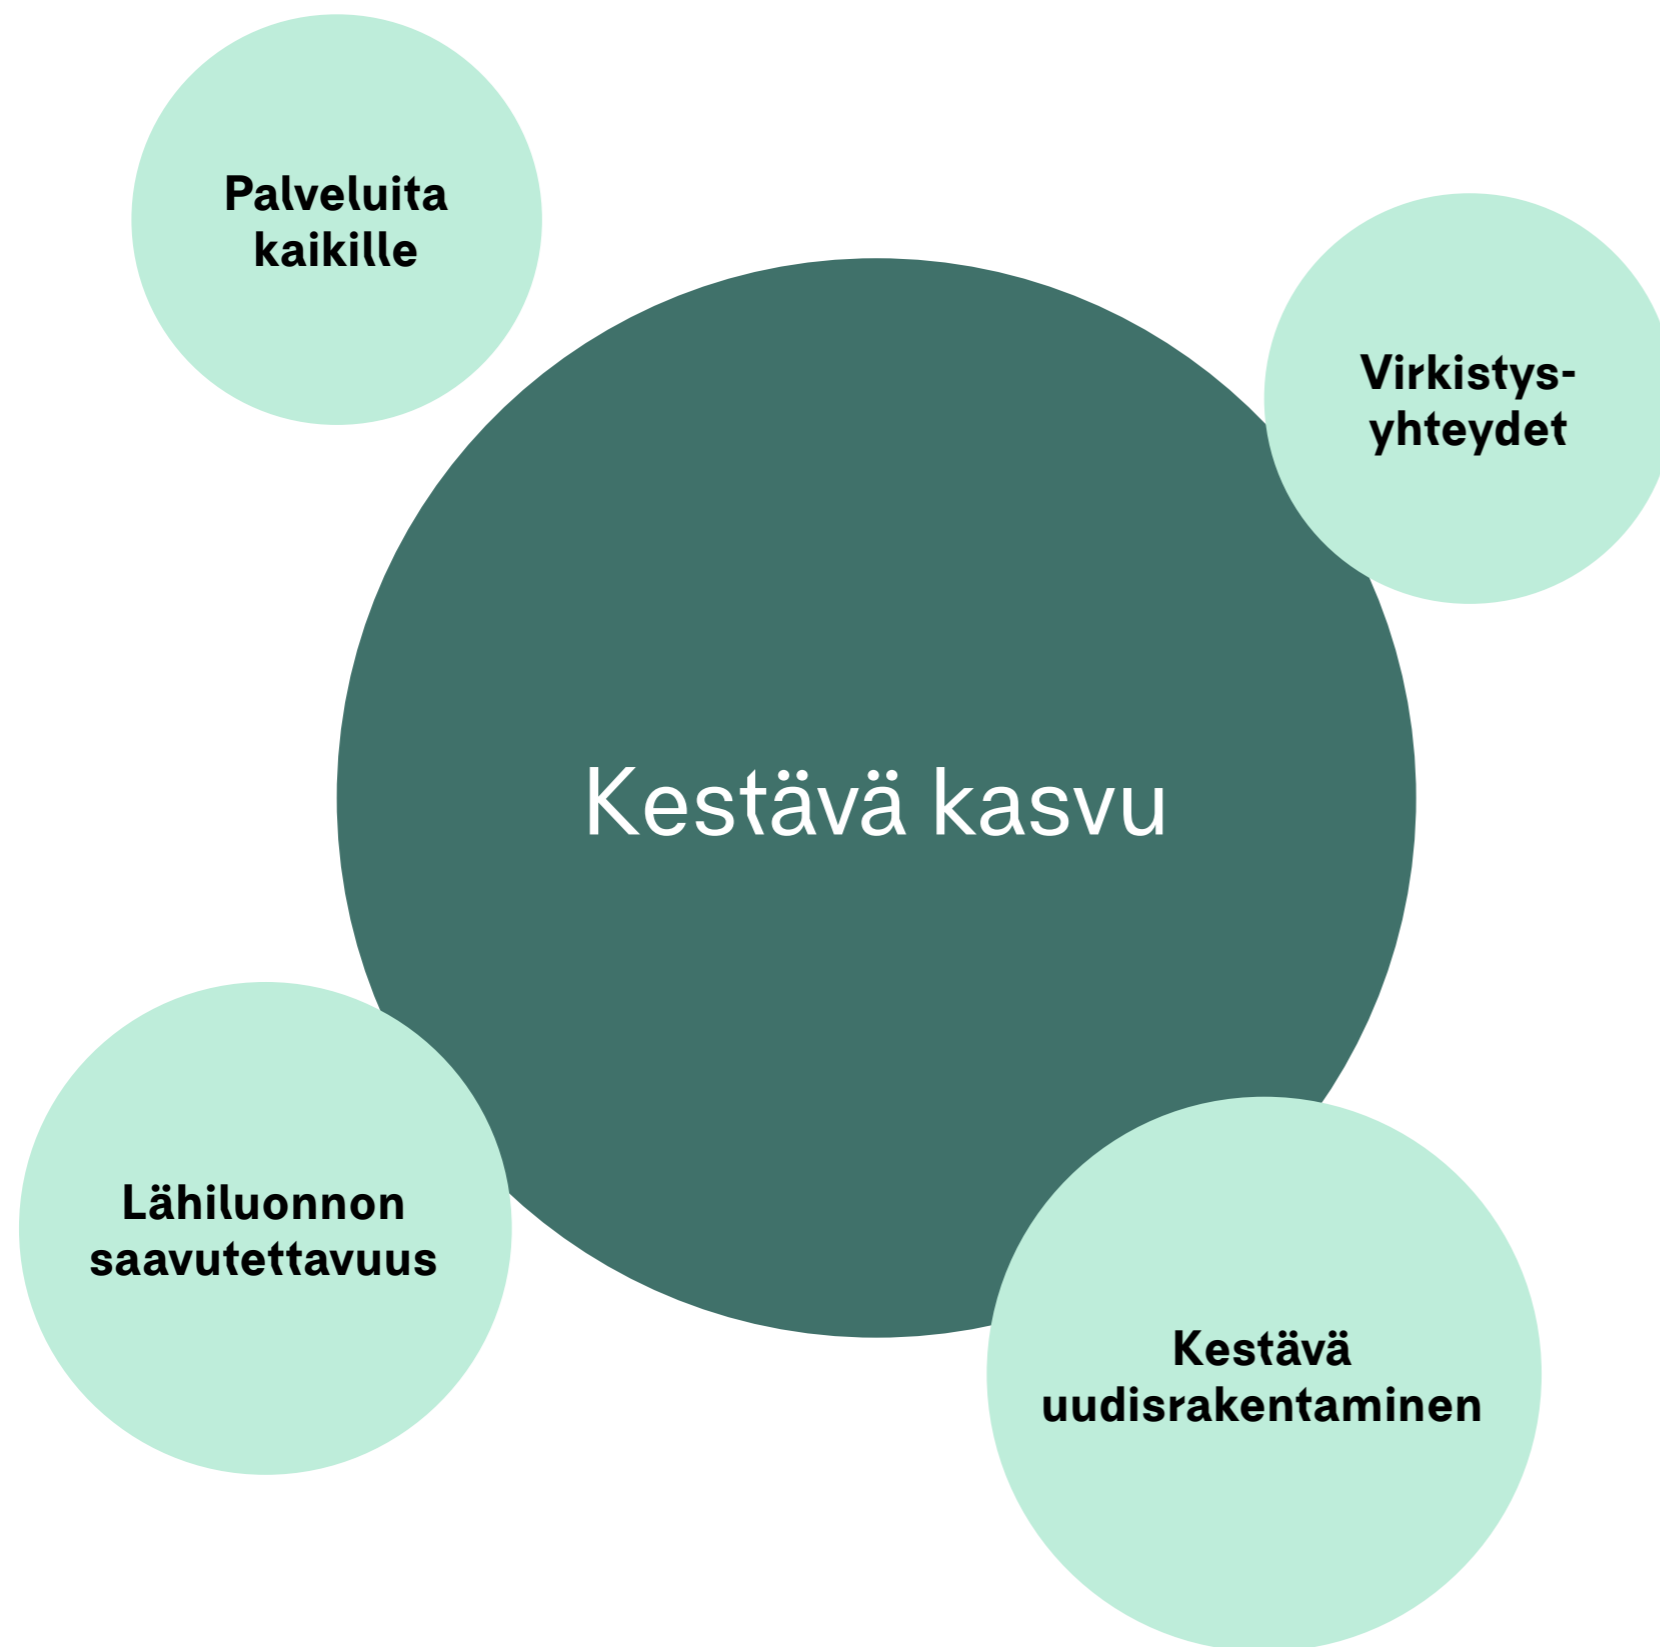 Palveluita
kaikille
Virkistys-
yhteydet
Kestävä kasvu
Lähiluonnon
saavutettavuus
Kestävä
uudisrakentaminen